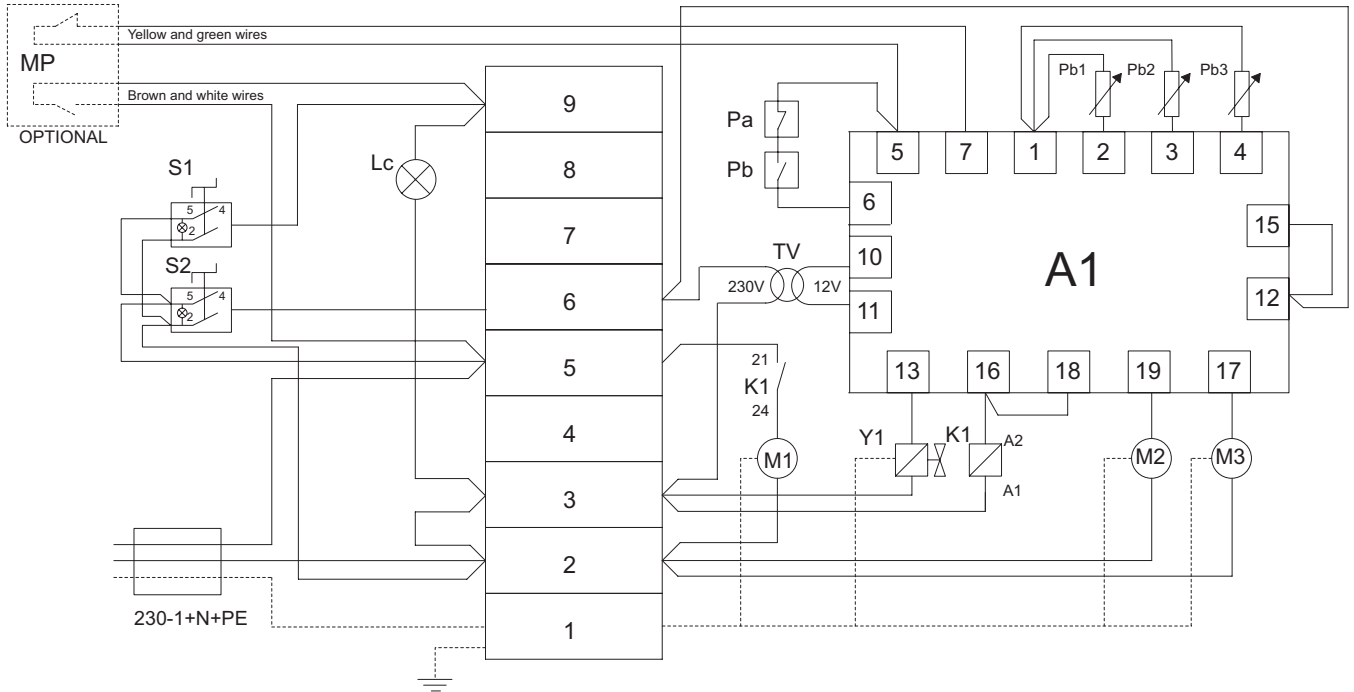 Yellow and green wires
MP
Brown and white wires
OPTIONAL
S1
5 4
2
S2
5 4
2
Lc
230-1+N+PE
9
8
7
6
5
4
3
2
1
Pa
Pb
TV
230V 12V
21
K1
24
M1
Pb1 Pb2 Pb3
5 7 1 2 3 4
6
10
11
A1
15
12
13 16 18 19 17
Y1 K1 A2
A1
M2 M3